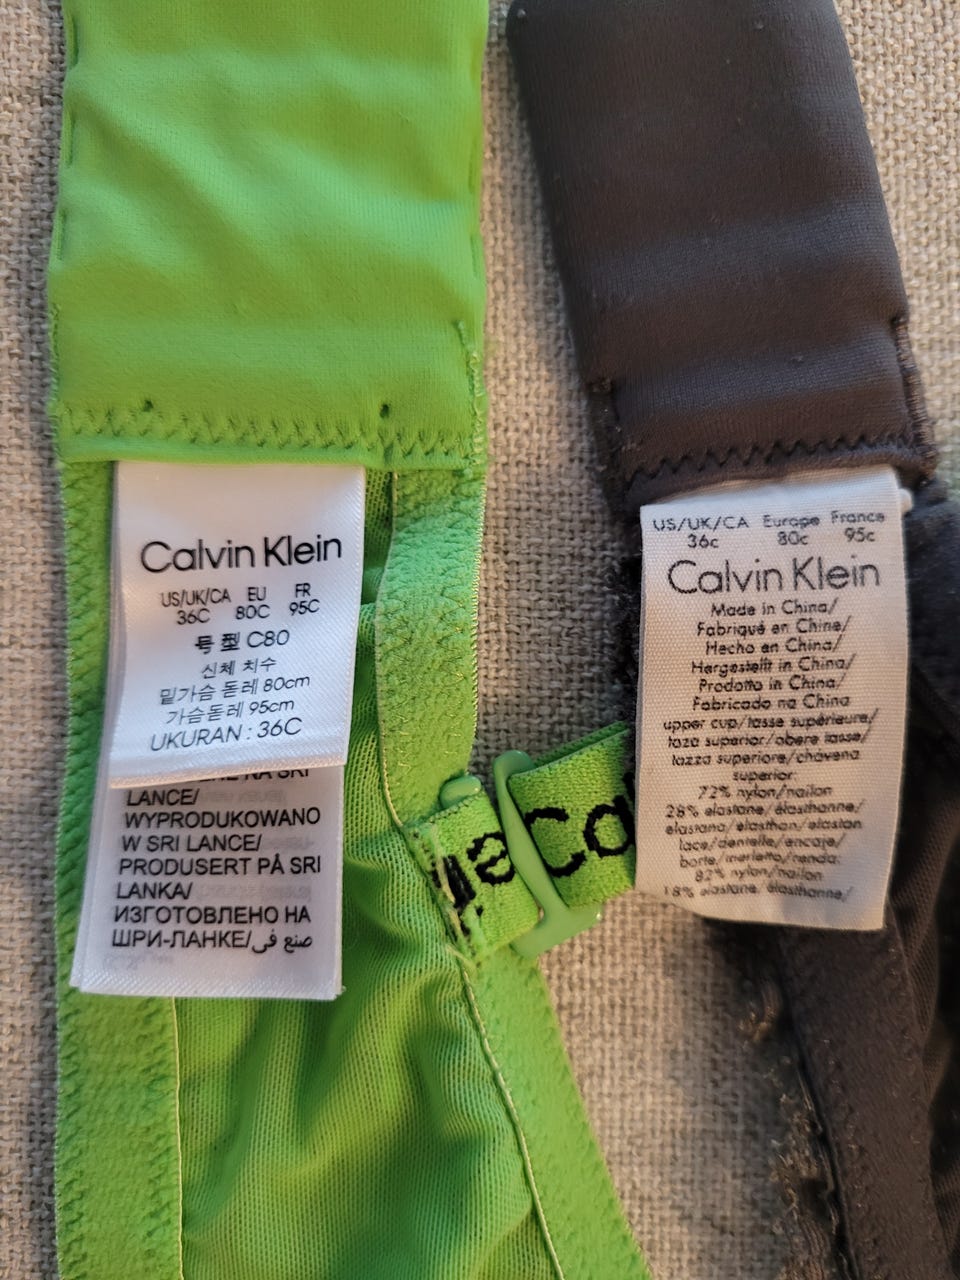 Calvin Klein
US/UK/CA EU FR
36C 80C 95C
号型 C80
신체 치수
밑가슴 둘레 80cm
가슴둘레 95cm
UKURAN : 36C
NA SRI
LANCE/
WYPRODUKOWANO
W SRI LANCE/
PRODUSERT PÅ SRI
LANKA/
ИЗГОТОВЛЕНО НА
ШРИ-ЛАНКЕ/صنع في
US/UK/CA Europe France
36c 80c 95c
Calvin Klein
Made in China/
Fabriqué en Chine/
Hecho en China/
Hergestellt in China/
Prodotto in China/
Fabricado na China
upper cup/tasse supérieure/
taza superior/obere tasse/
tazza superiore/chávena
superior:
72% nylon/nailon
28% elastane/élasthanne/
elastano/elasthan/elastan
lace/dentelle/encaje/
borte/merletto/renda:
82% nylon/nailon
18% elastane/élasthanne/